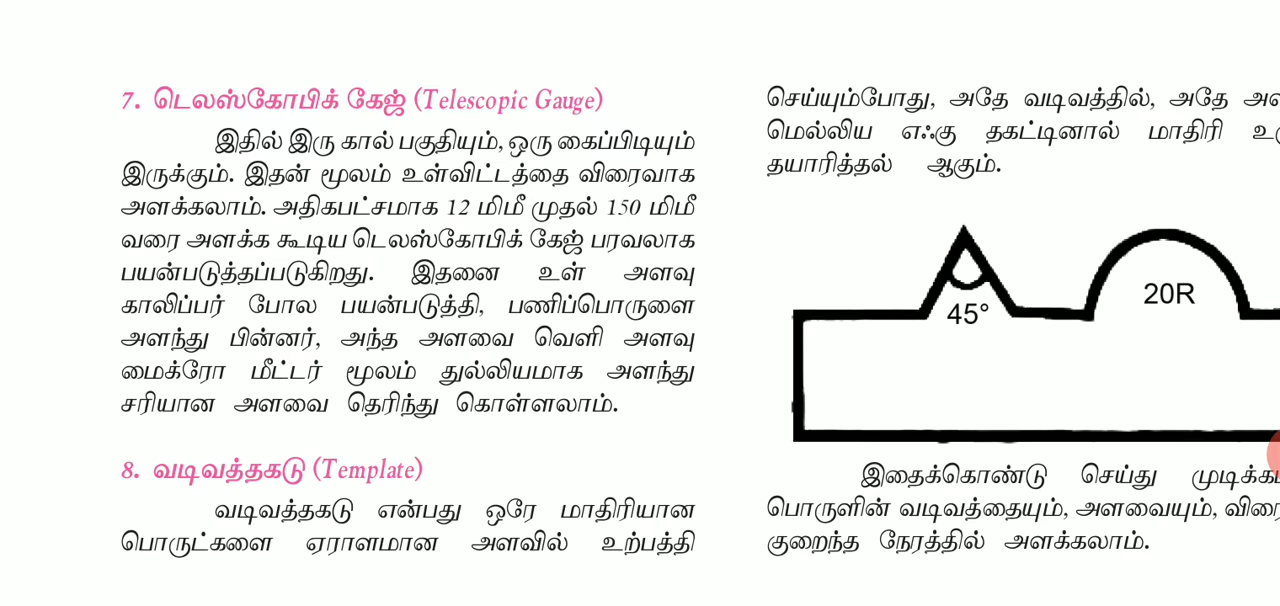 7. டெலஸ்கோபிக் கேஜ் (Telescopic Gauge)
இதில் இரு கால் பகுதியும், ஒரு கைப்பிடியும்
இருக்கும். இதன் மூலம் உள்விட்டத்தை விரைவாக
அளக்கலாம். அதிகபட்சமாக 12 மிமீ முதல் 150 மிமீ
வரை அளக்க கூடிய டெலஸ்கோபிக் கேஜ் பரவலாக
பயன்படுத்தப்படுகிறது. இதனை உள் அளவு
காலிப்பர் போல பயன்படுத்தி, பணிப்பொருளை
அளந்து பின்னர், அந்த அளவை வெளி அளவு
மைக்ரோ மீட்டர் மூலம் துல்லியமாக அளந்து
சரியான அளவை தெரிந்து கொள்ளலாம்.
8. வடிவத்தகடு (Template)
வடிவத்தகடு என்பது ஒரே மாதிரியான
பொருட்களை ஏராளமான அளவில் உற்பத்தி
செய்யும்போது, அதே வடிவத்தில், அதே
மெல்லிய எஃகு தகட்டினால் மாதிரி
தயாரித்தல் ஆகும்.
45°
20R
இதைக்கொண்டு செய்து
பொருளின் வடிவத்தையும், அளவையும்,
குறைந்த நேரத்தில் அளக்கலாம்.